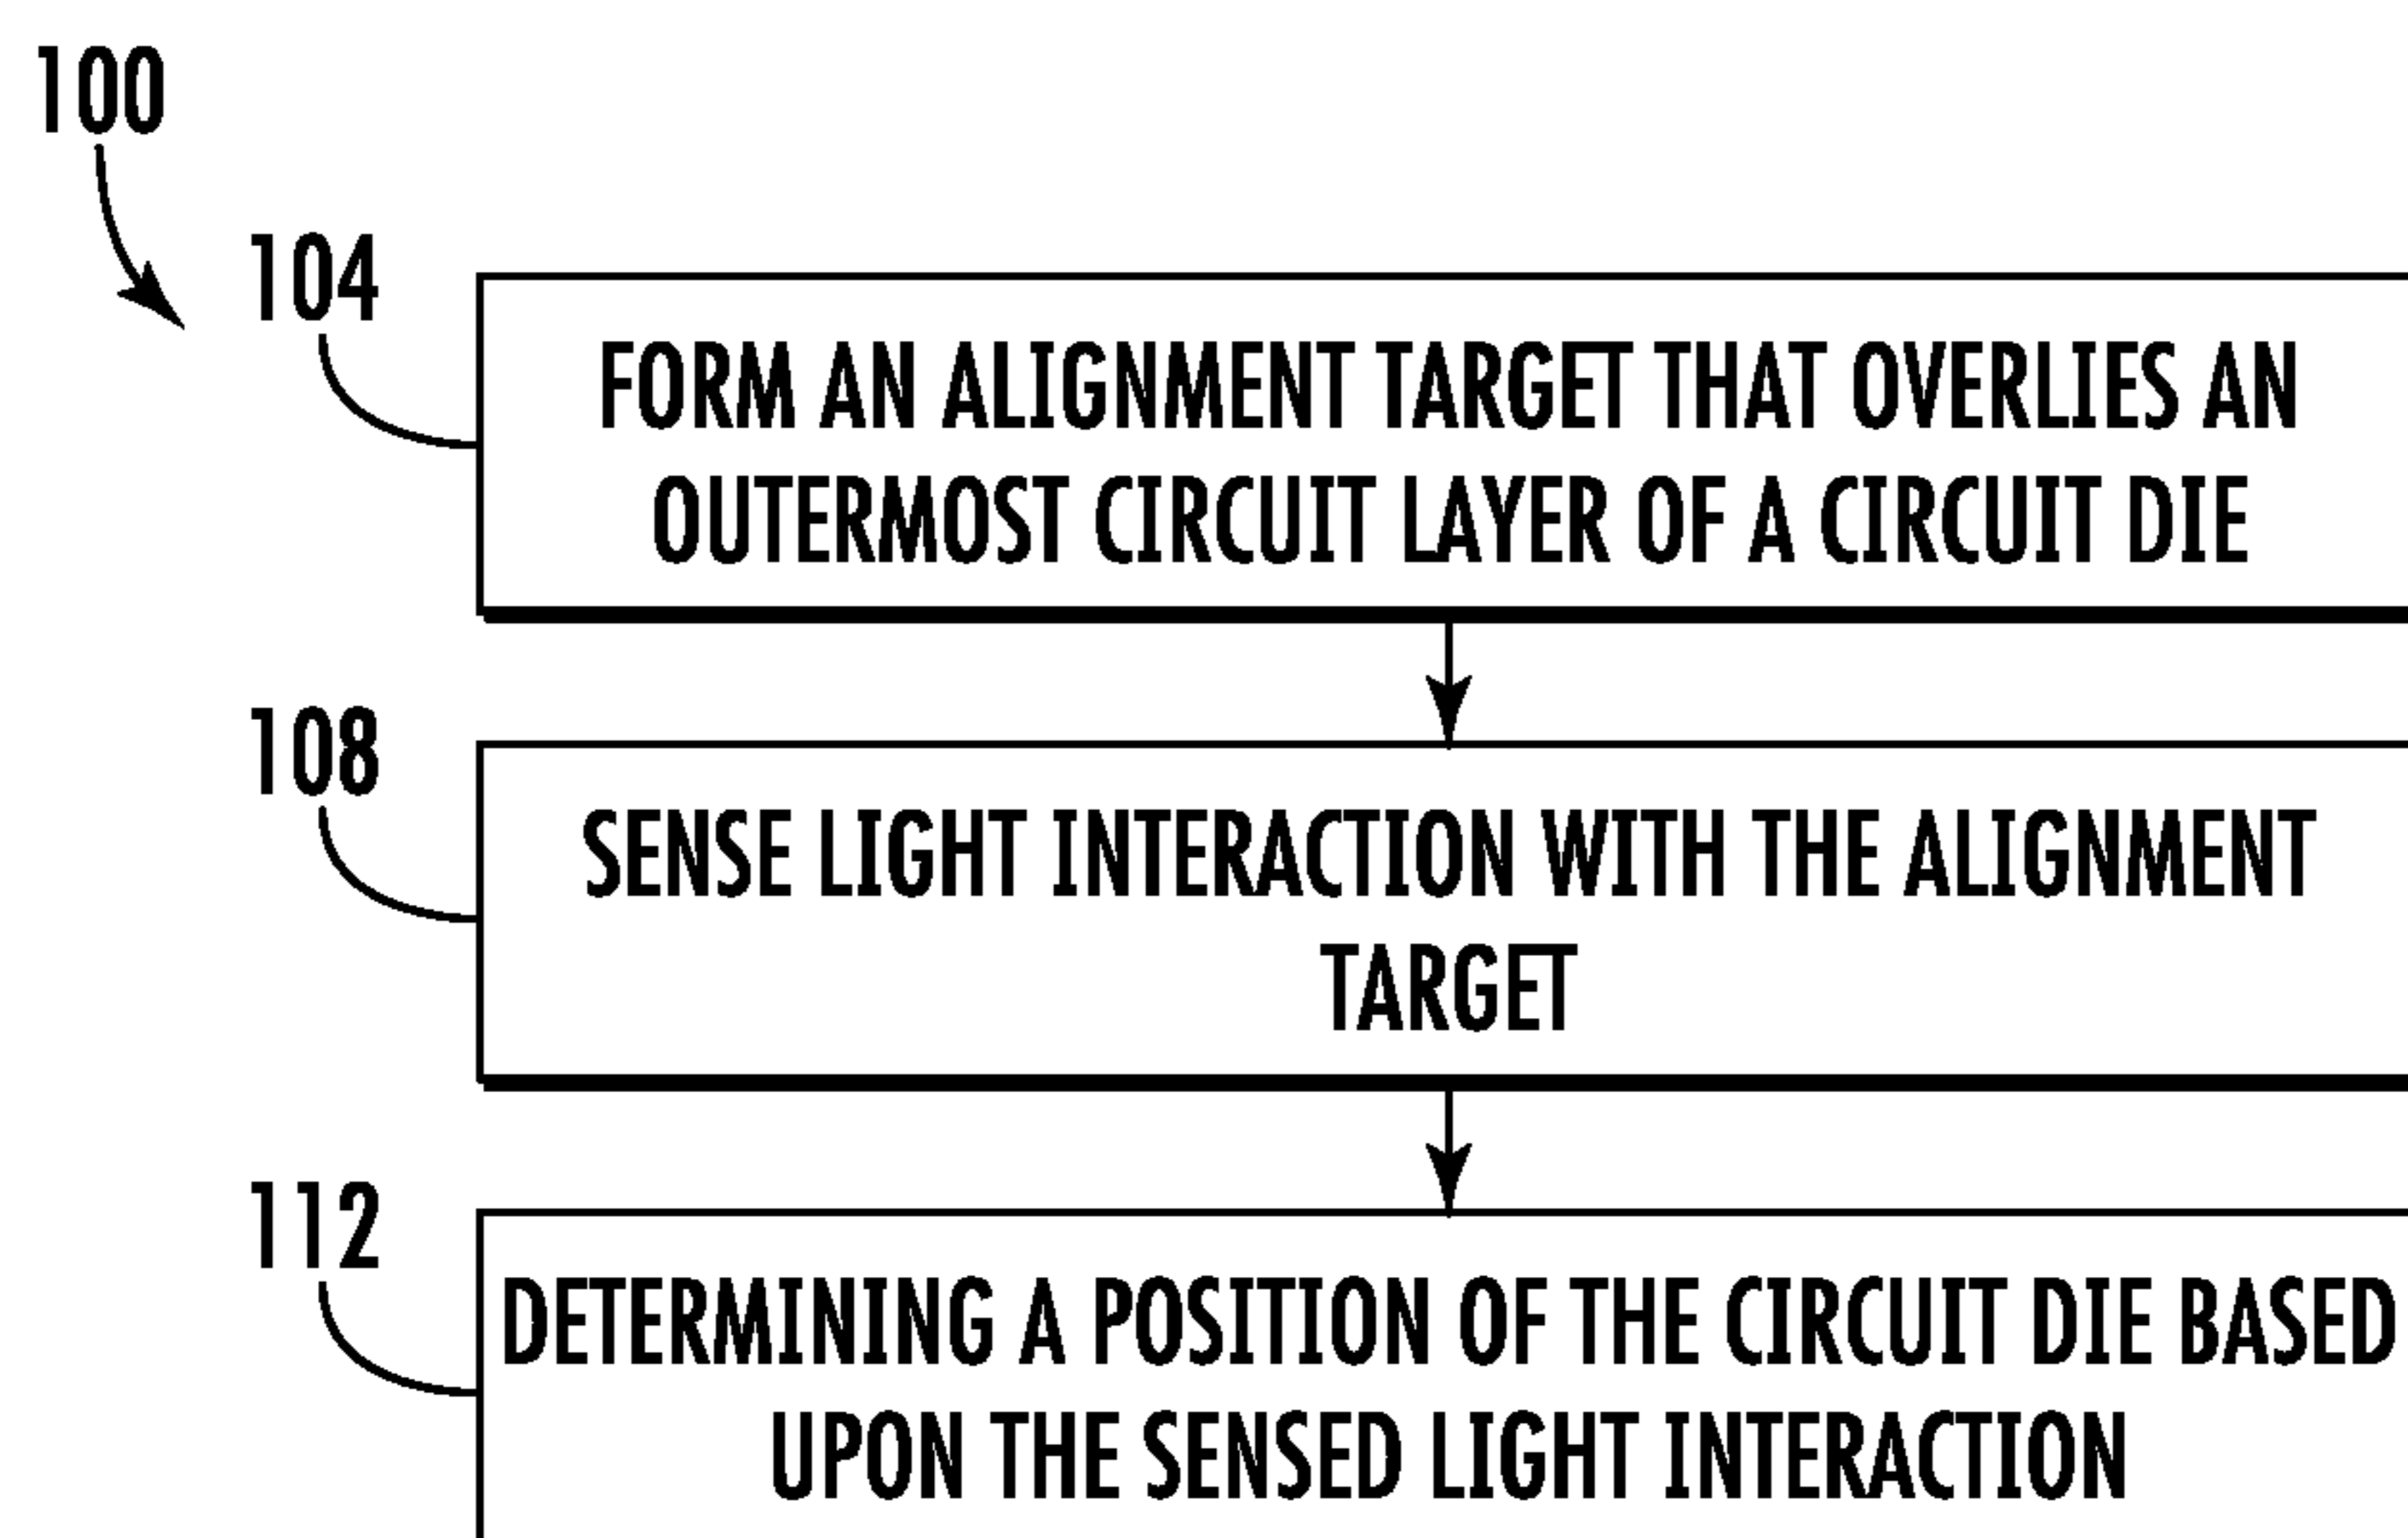 100
104
FORM AN ALIGNMENT TARGET THAT OVERLIES AN
OUTERMOST CIRCUIT LAYER OF A CIRCUIT DIE
108
SENSE LIGHT INTERACTION WITH THE ALIGNMENT
TARGET
112
DETERMINING A POSITION OF THE CIRCUIT DIE BASED
UPON THE SENSED LIGHT INTERACTION